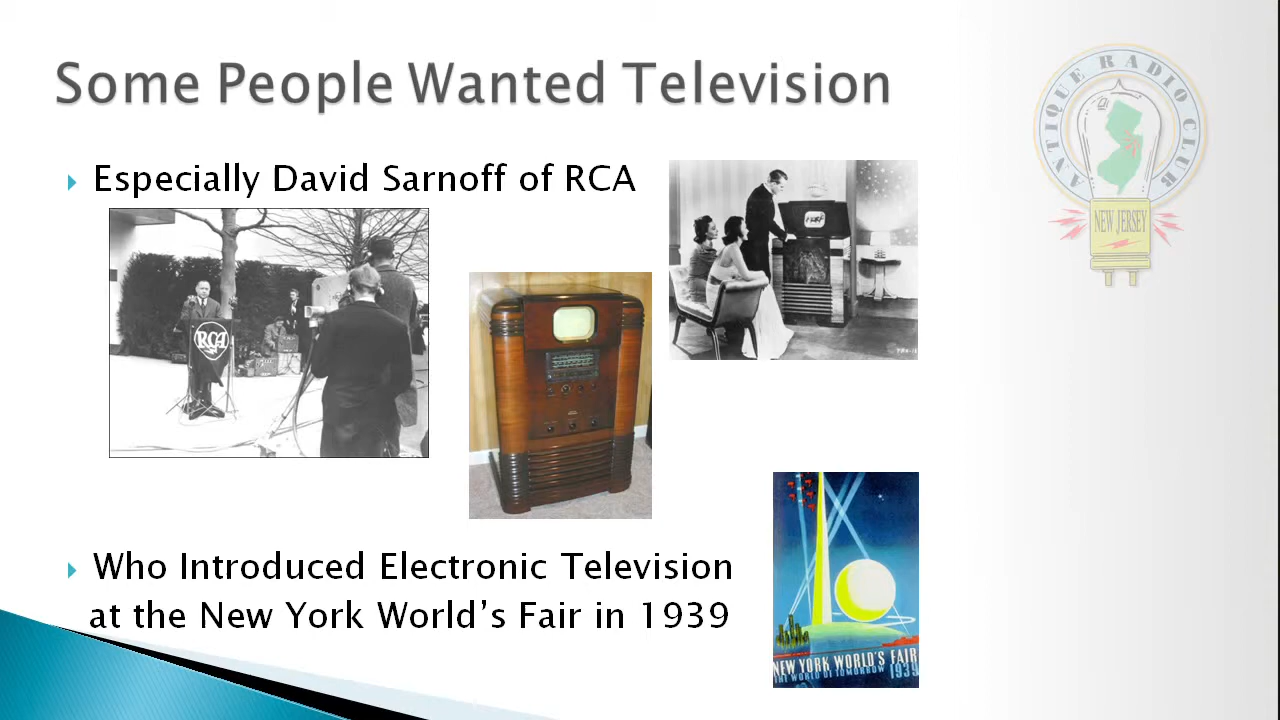 Some People Wanted Television
ANTIQUE RADIO CLUB
NEW JERSEY
Especially David Sarnoff of RCA
RCA
Who Introduced Electronic Television
at the New York World's Fair in 1939
NEW YORK WORLD'S FAIR
THE WORLD OF TOMORROW 1939